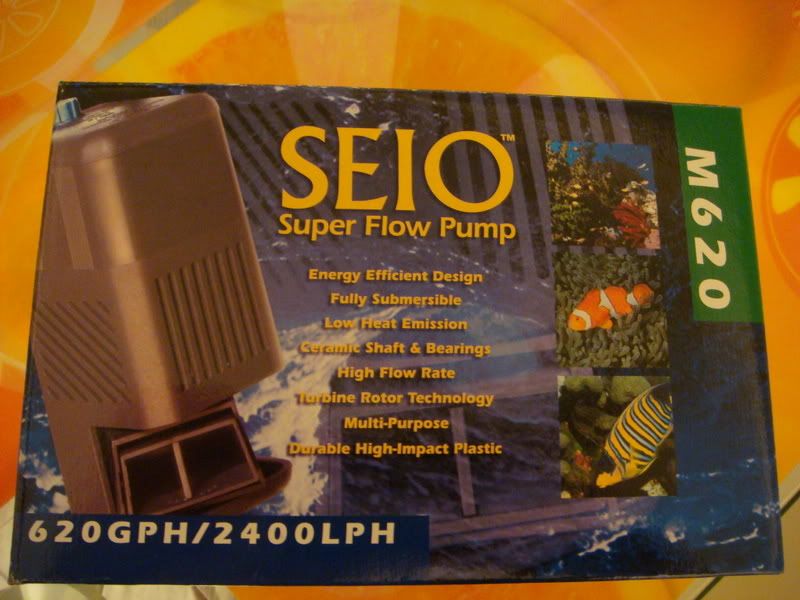 SEIO™
Super Flow Pump
Energy Efficient Design
Fully Submersible
Low Heat Emission
Ceramic Shaft & Bearings
High Flow Rate
Turbine Rotor Technology
Multi-Purpose
Durable High-Impact Plastic
M620
620GPH/2400LPH